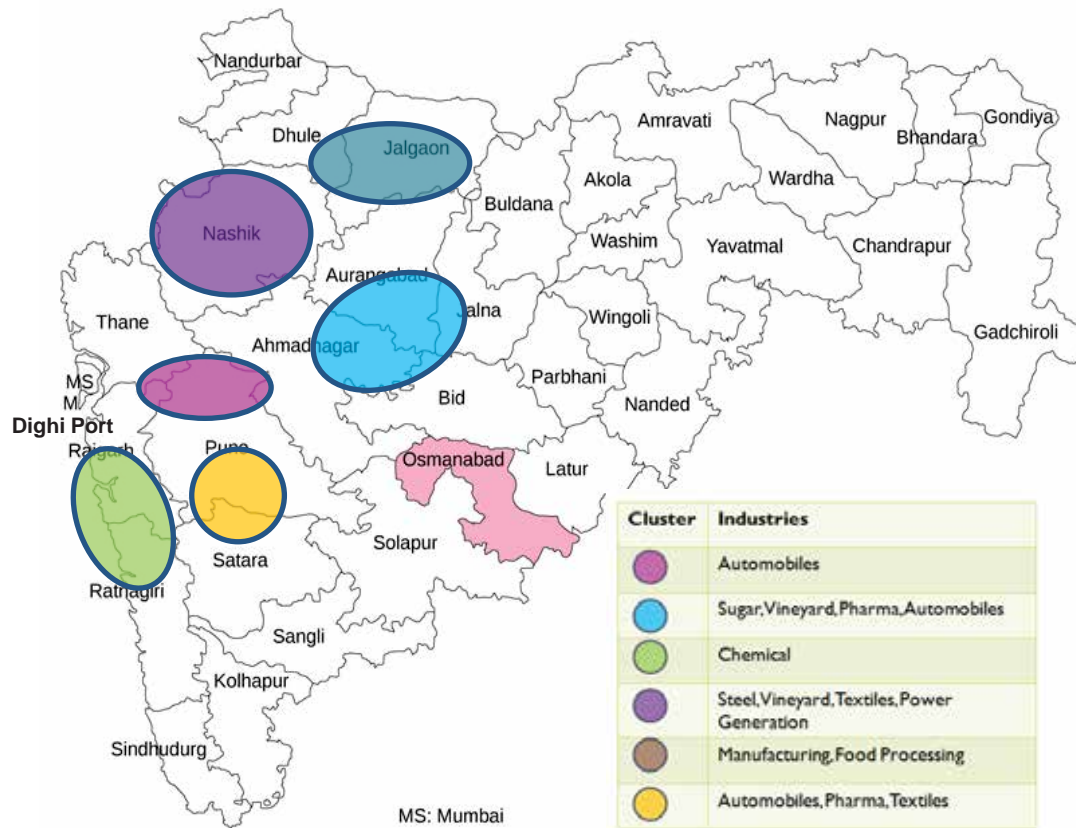 Nandurbar
Dhule
Jalgaon
Nashik
Buldana
Akola
Amravati
Washim
Wardha
Nagpur
Bhandara
Gondiya
Yavatmal
Chandrapur
Gadchiroli
Aurangabad
Jalna
Wingoli
Parbhani
Nanded
Thane
Ahmadnagar
Bid
MS
M
Dighi Port
Raigarh
Pune
Osmanabad
Latur
Solapur
Satara
Ratnagiri
Sangli
Kolhapur
Sindhudurg
MS: Mumbai
Cluster Industries
Automobiles
Sugar,Vineyard,Pharma,Automobiles
Chemical
Steel,Vineyard,Textiles,Power
Generation
Manufacturing,Food Processing
Automobiles,Pharma,Textiles